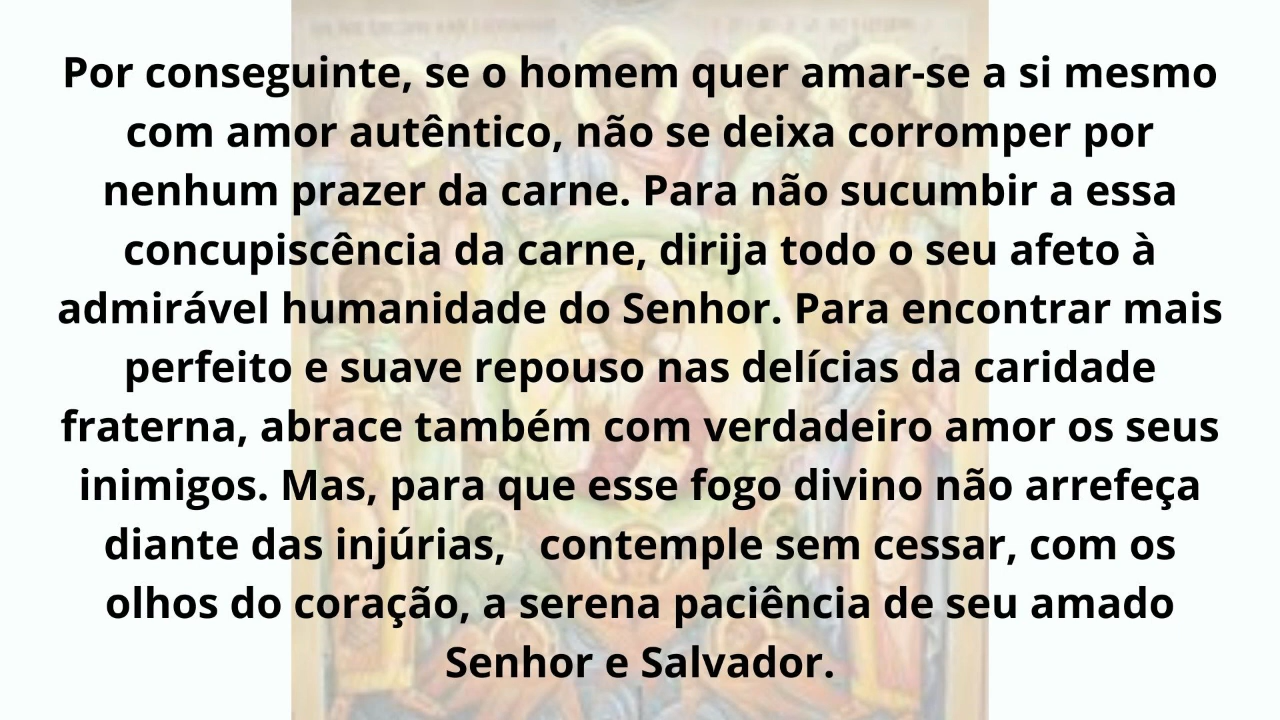 Por conseguinte, se o homem quer amar-se a si mesmo
com amor autêntico, não se deixa corromper por
nenhum prazer da carne. Para não sucumbir a essa
concupiscência da carne, dirija todo o seu afeto à
admirável humanidade do Senhor. Para encontrar mais
perfeito e suave repouso nas delícias da caridade
fraterna, abrace também com verdadeiro amor os seus
inimigos. Mas, para que esse fogo divino não arrefeça
diante das injúrias,   contemple sem cessar, com os
olhos do coração, a serena paciência de seu amado
Senhor e Salvador.